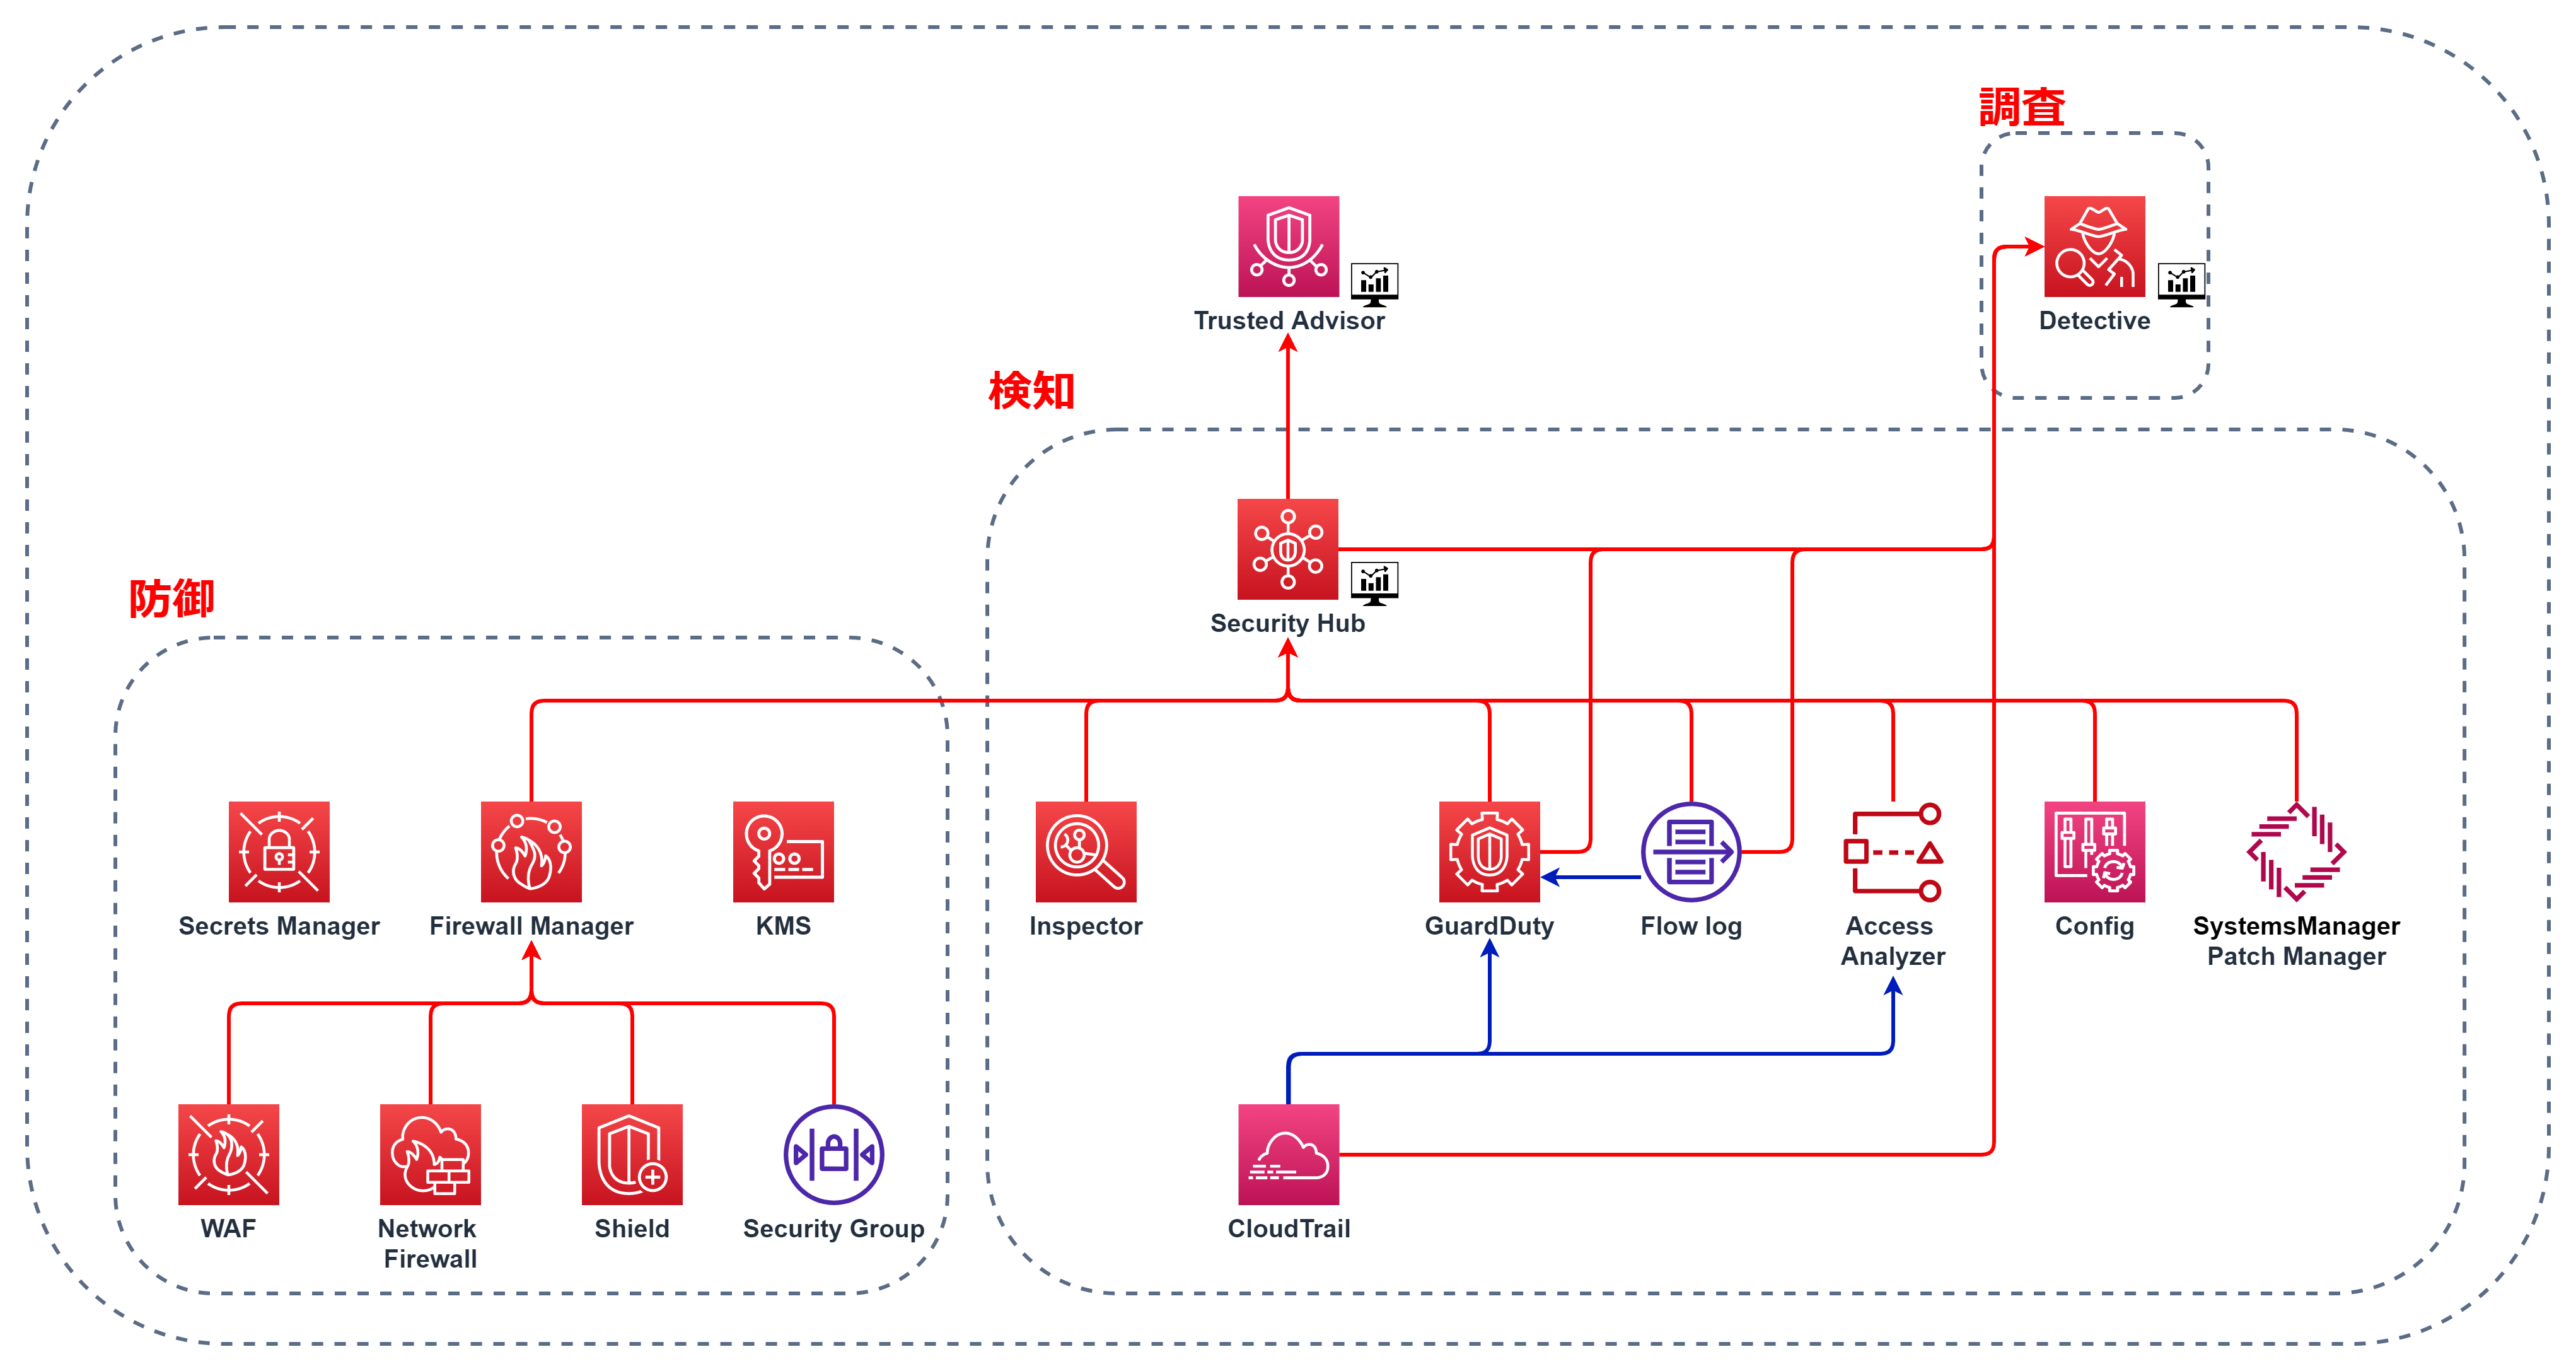 調査
Trusted Advisor
Detective
検知
Security Hub
防御
Secrets Manager
Firewall Manager
KMS
Inspector
GuardDuty
Flow log
Access
Analyzer
Config
SystemsManager
Patch Manager
WAF
Network
Firewall
Shield
Security Group
CloudTrail